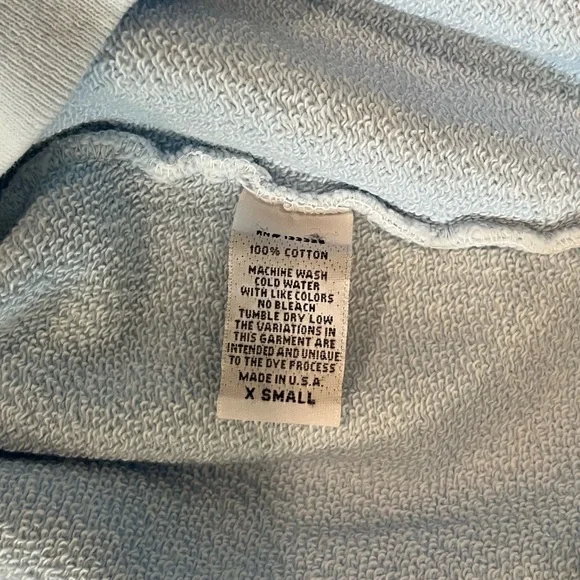 100% COTTON
MACHINE WASH
COLD WATER
WITH LIKE COLORS
NO BLEACH
TUMBLE DRY LOW
THE VARIATIONS IN
THIS GARMENT ARE
INTENDED AND UNIQUE
TO THE DYE PROCESS
MADE IN U.S.A.
X SMALL